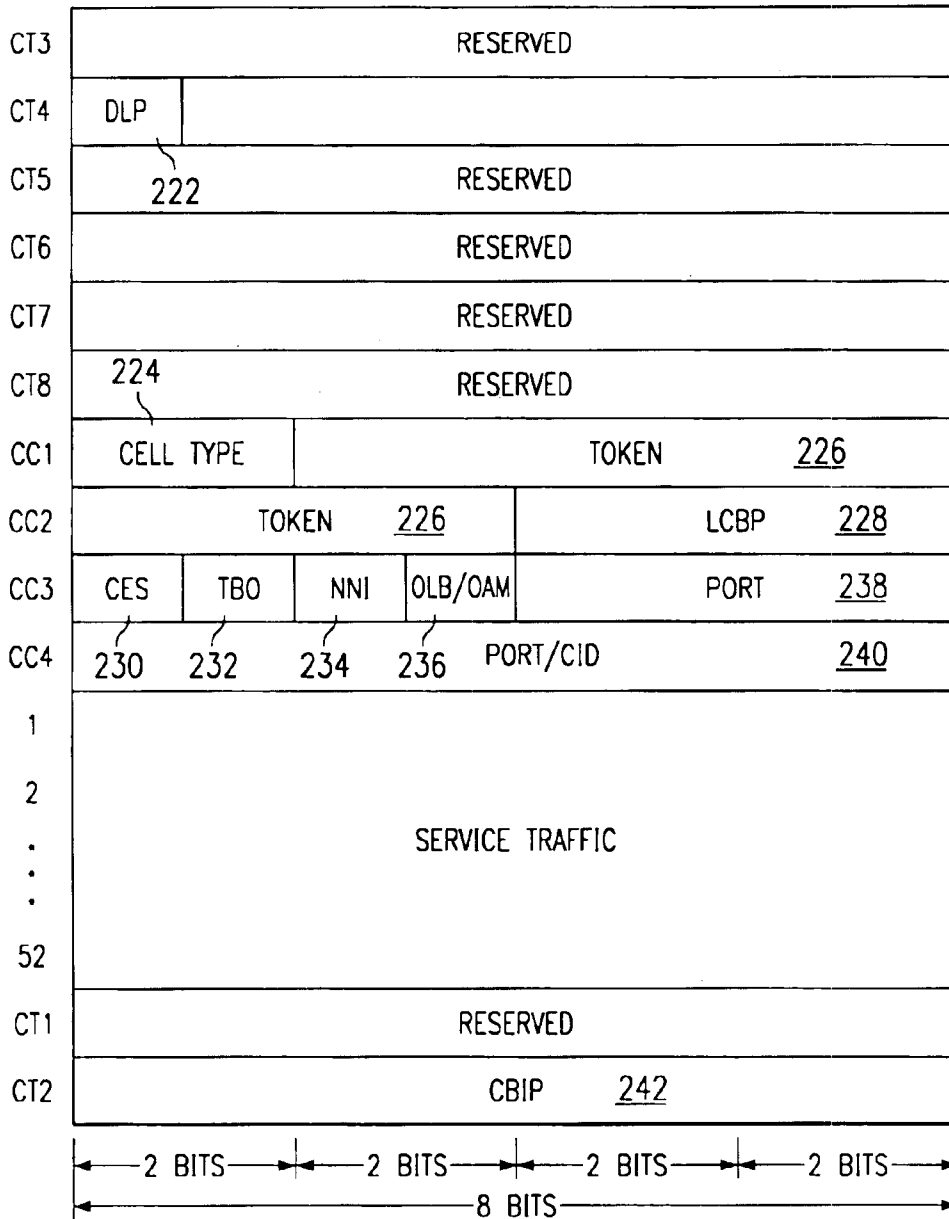 CT3 RESERVED
CT4 DLP
222
CT5 RESERVED
CT6 RESERVED
CT7 RESERVED
CT8 RESERVED
224
CC1 CELL TYPE TOKEN 226
CC2 TOKEN 226 LCBP 228
CC3 CES TBO NNI OLB/OAM PORT 238
CC4 230 232 234 236 PORT/CID 240
1
2
.
.
.
SERVICE TRAFFIC
52
CT1 RESERVED
CT2 CBIP 242
2 BITS 2 BITS 2 BITS 2 BITS
8 BITS